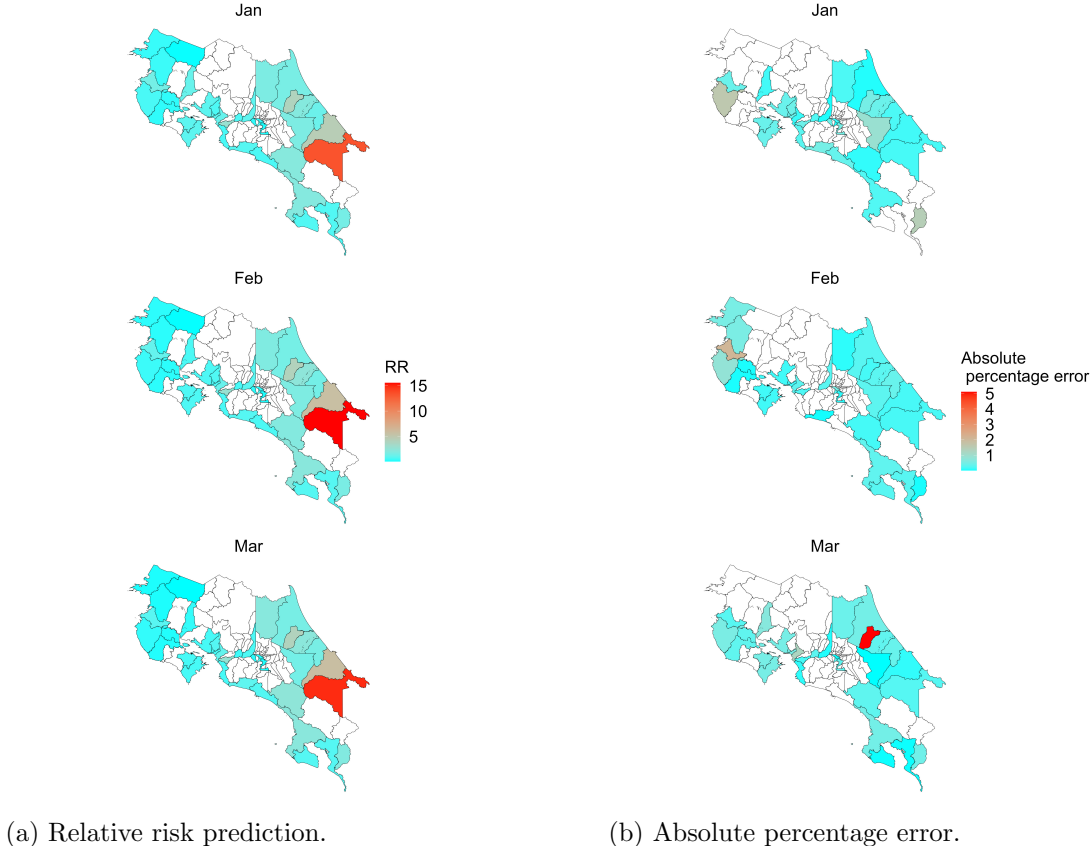 Jan
Feb
RR
15
10
5
Mar
(a) Relative risk prediction.
Jan
Feb
Absolute
percentage error
5
4
3
2
1
Mar
(b) Absolute percentage error.